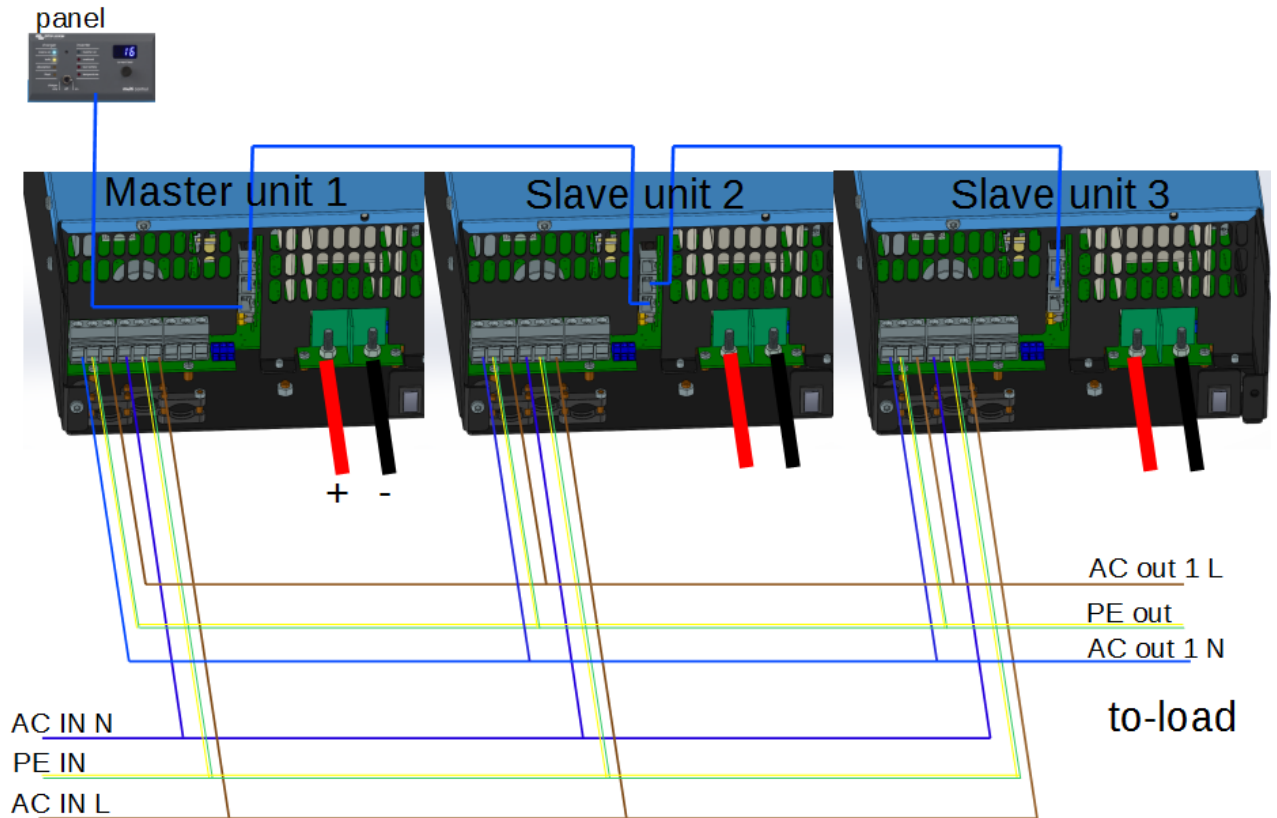 panel
16
Master unit 1
Slave unit 2
Slave unit 3
+ -
AC out 1 L
PE out
AC out 1 N
to-load
AC IN N
PE IN
AC IN L